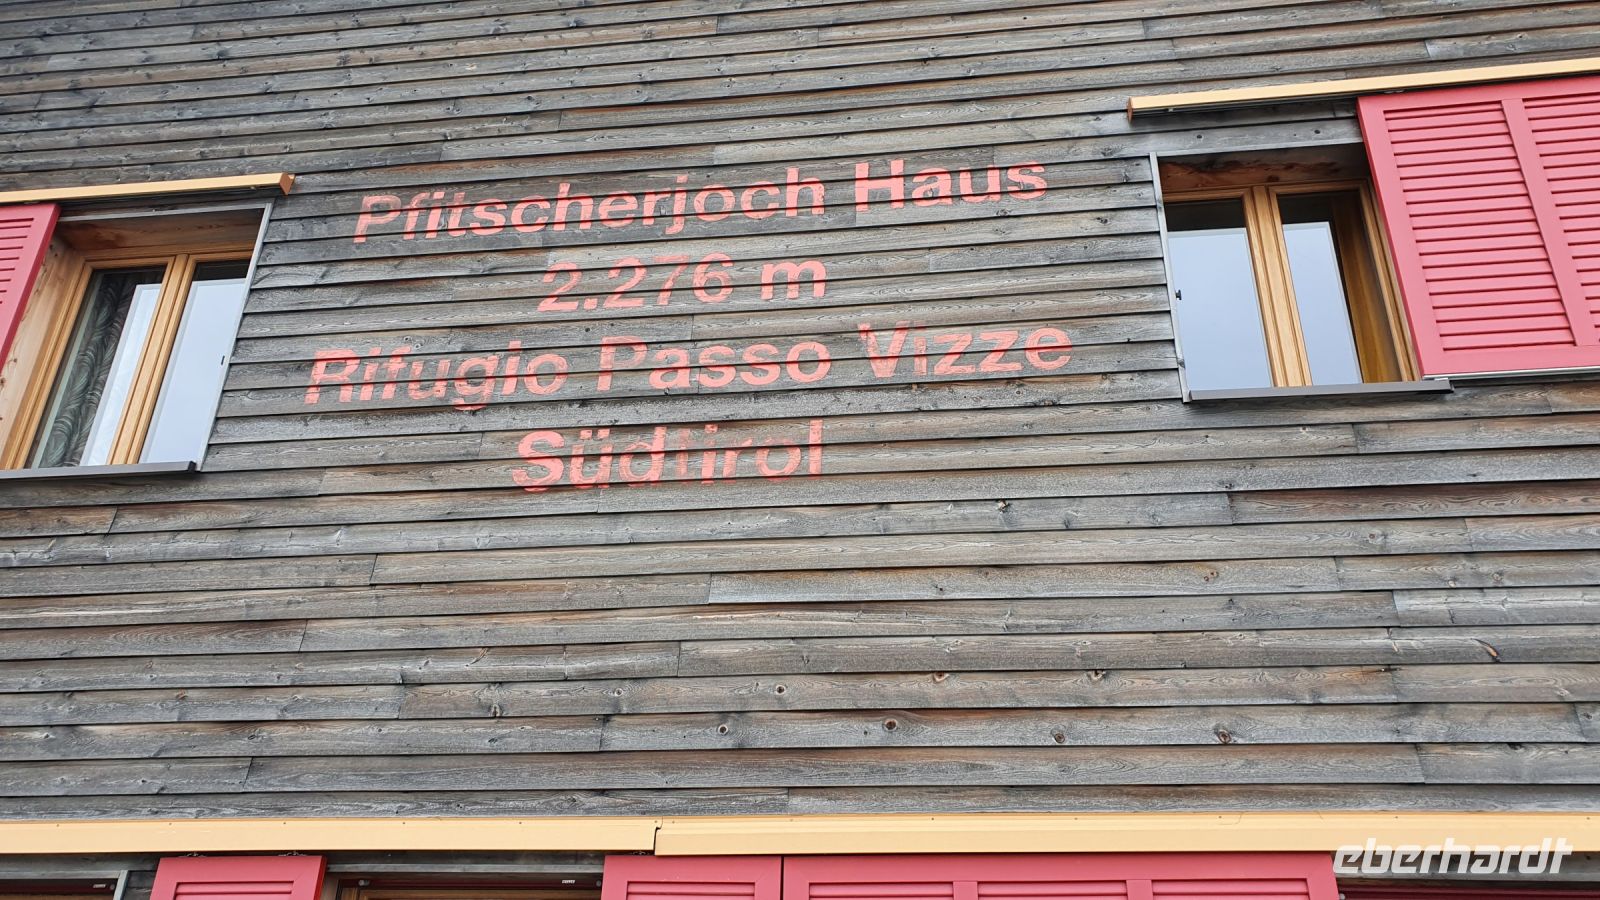 Pfitscherjoch Haus
2.276 m
Rifugio Passo Vizze
Südtirol
eberhardt